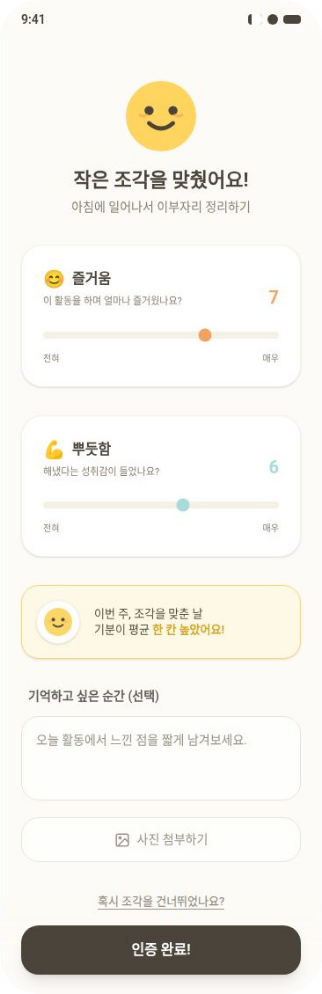 9:41
작은 조각을 맞췄어요!
아침에 일어나서 이부자리 정리하기
😊 즐거움
이 활동을 하며 얼마나 즐거웠나요?
7
전혀
매우
💪 뿌듯함
해냈다는 성취감이 들었나요?
6
전혀
매우
이번 주, 조각을 맞춘 날
기분이 평균 한 칸 높았어요!
기억하고 싶은 순간 (선택)
오늘 활동에서 느낀 점을 짧게 남겨보세요.
사진 첨부하기
혹시 조각을 건너뛰었나요?
인증 완료!